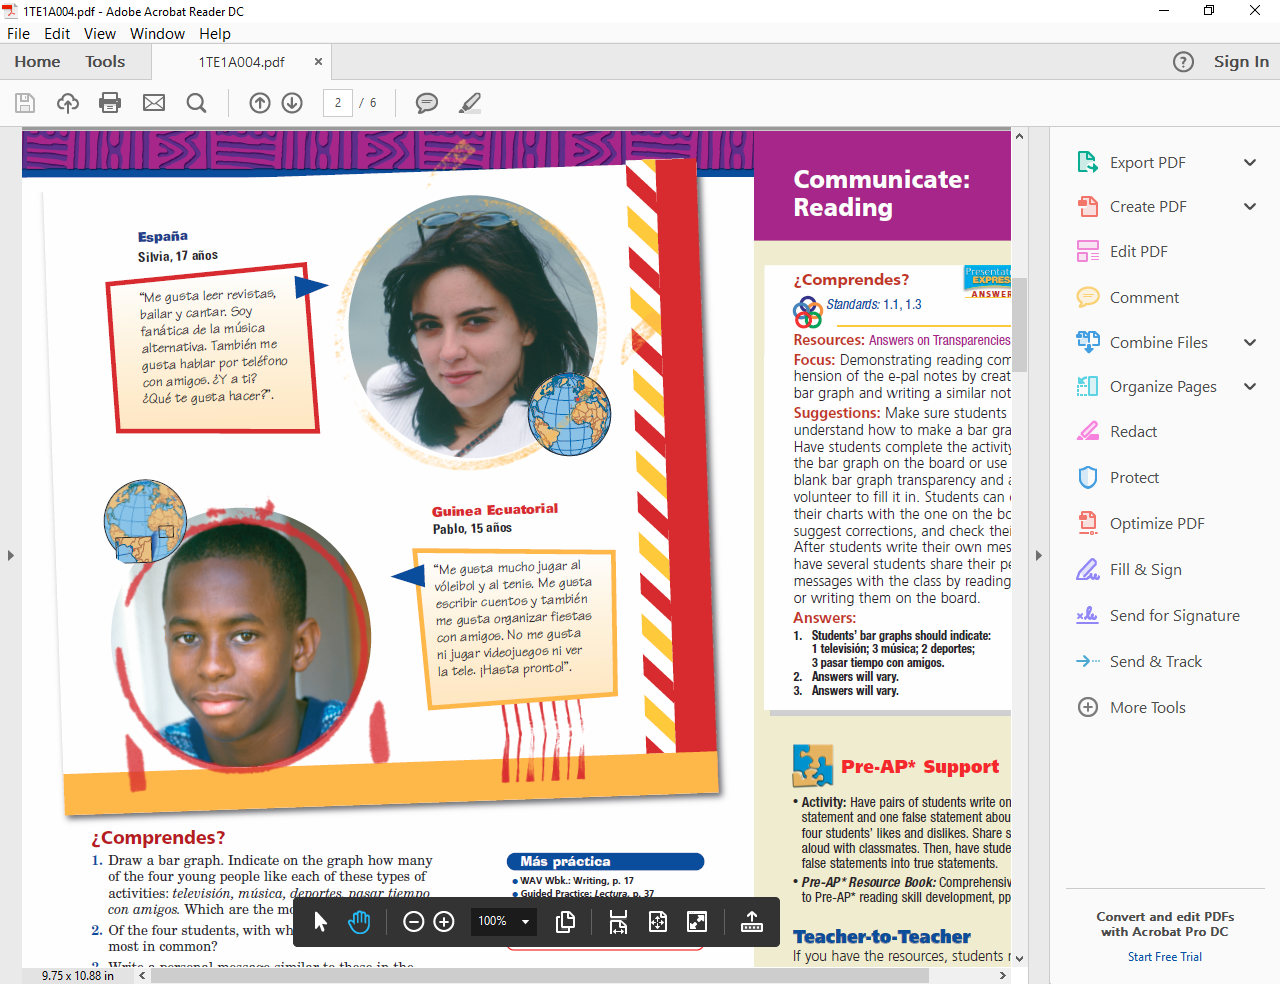 1TE1A004.pdf - Adobe Acrobat Reader DC
File Edit View Window Help
Home Tools 1TE1A004.pdf × Sign In
2 / 6
España
Silvia, 17 años
"Me gusta leer revistas,
bailar y cantar. Soy
fanática de la música
alternativa. También me
gusta hablar por teléfono
con amigos. ¿Y a ti?
¿Qué te gusta hacer?".
Guinea Ecuatorial
Pablo, 15 años
"Me gusta mucho jugar al
vóleibol y al tenis. Me gusta
escribir cuentos y también
me gusta organizar fiestas
con amigos. No me gusta
ni jugar videojuegos ni ver
la tele. ¡Hasta pronto!".
¿Comprendes?
1. Draw a bar graph. Indicate on the graph how many
of the four young people like each of these types of
activities: televisión, música, deportes, pasar tiempo
con amigos. Which are the mo
2. Of the four students, with wh
most in common?
3. Write a personal message similar to those in the
Más práctica
• WAV Wbk.: Writing, p. 17
• Guided Practice: Lectura, p. 37
Communicate:
Reading
¿Comprendes?
Presentat
EXPRE
ANSWER
Standards: 1.1, 1.3
Resources: Answers on Transparencies
Focus: Demonstrating reading com
hension of the e-pal notes by creat
bar graph and writing a similar not
Suggestions: Make sure students
understand how to make a bar gra
Have students complete the activity
the bar graph on the board or use
blank bar graph transparency and a
volunteer to fill it in. Students can
their charts with the one on the bo
suggest corrections, and check thei
After students write their own mes
have several students share their pe
messages with the class by reading
or writing them on the board.
Answers:
1. Students' bar graphs should indicate:
1 televisión; 3 música; 2 deportes;
3 pasar tiempo con amigos.
2. Answers will vary.
3. Answers will vary.
Pre-AP* Support
• Activity: Have pairs of students write on
statement and one false statement abou
four students' likes and dislikes. Share s
aloud with classmates. Then, have stude
false statements into true statements.
• Pre-AP* Resource Book: Comprehensiv
to Pre-AP* reading skill development, pp
Teacher-to-Teacher
If you have the resources, students r
100%
9.75 x 10.88 in
Export PDF
Create PDF
Edit PDF
Comment
Combine Files
Organize Pages
Redact
Protect
Optimize PDF
Fill & Sign
Send for Signature
Send & Track
More Tools
Convert and edit PDFs
with Acrobat Pro DC
Start Free Trial